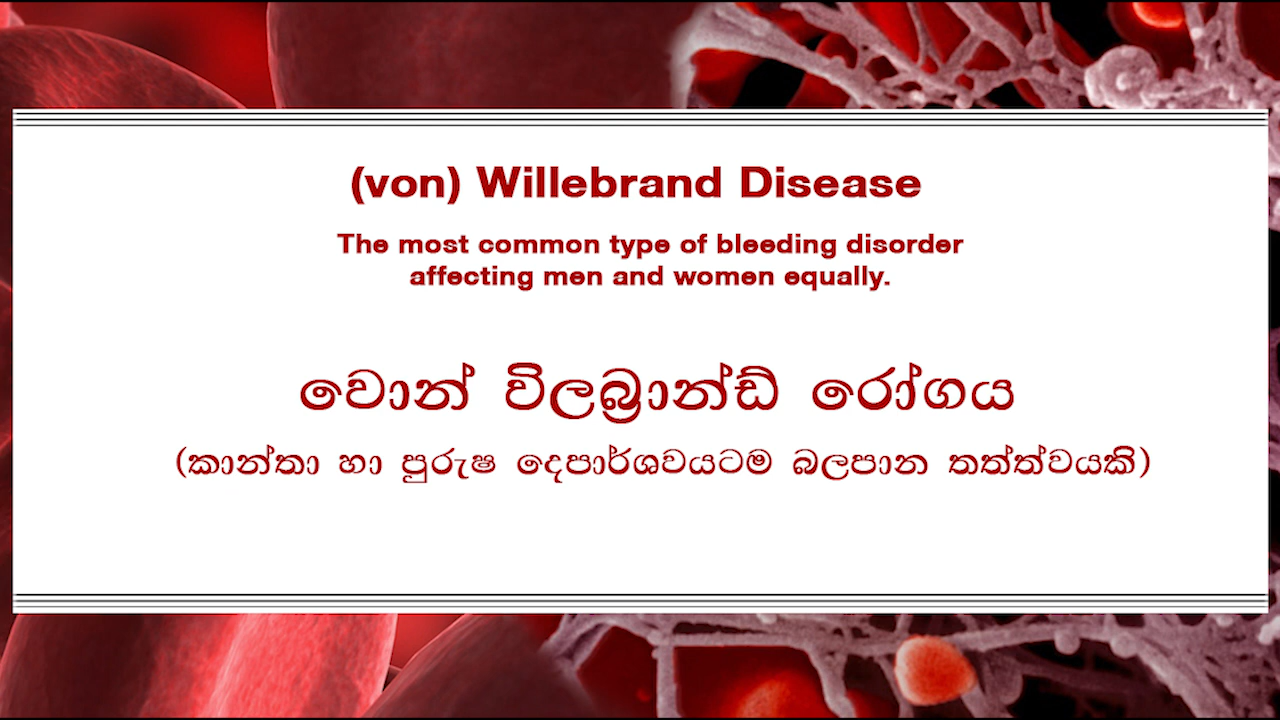 (von) Willebrand Disease
The most common type of bleeding disorder
affecting men and women equally.
වොන් විලබ්‍රාන්ඩ් රෝගය
(කාන්තා හා පුරුෂ දෙපාර්ශවයටම බලපාන තත්ත්වයකි)